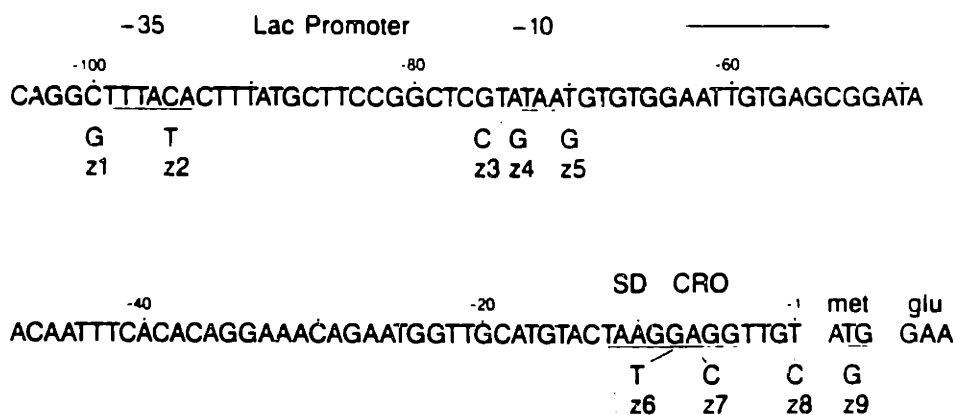 -35 Lac Promoter -10
-100 -80 -60
CAGGCTTTACACTTTATGCTTCCGGCTCGTATAATGTGTGGAATTGTGAGCGGATA
G T C G G
z1 z2 z3 z4 z5
SD CRO
-40 -20 -1 met glu
ACAATTTCACACAGGAAACAGAATGGTTGCATGTACTAAGGAGGTTGT ATG GAA
T C C G
z6 z7 z8 z9